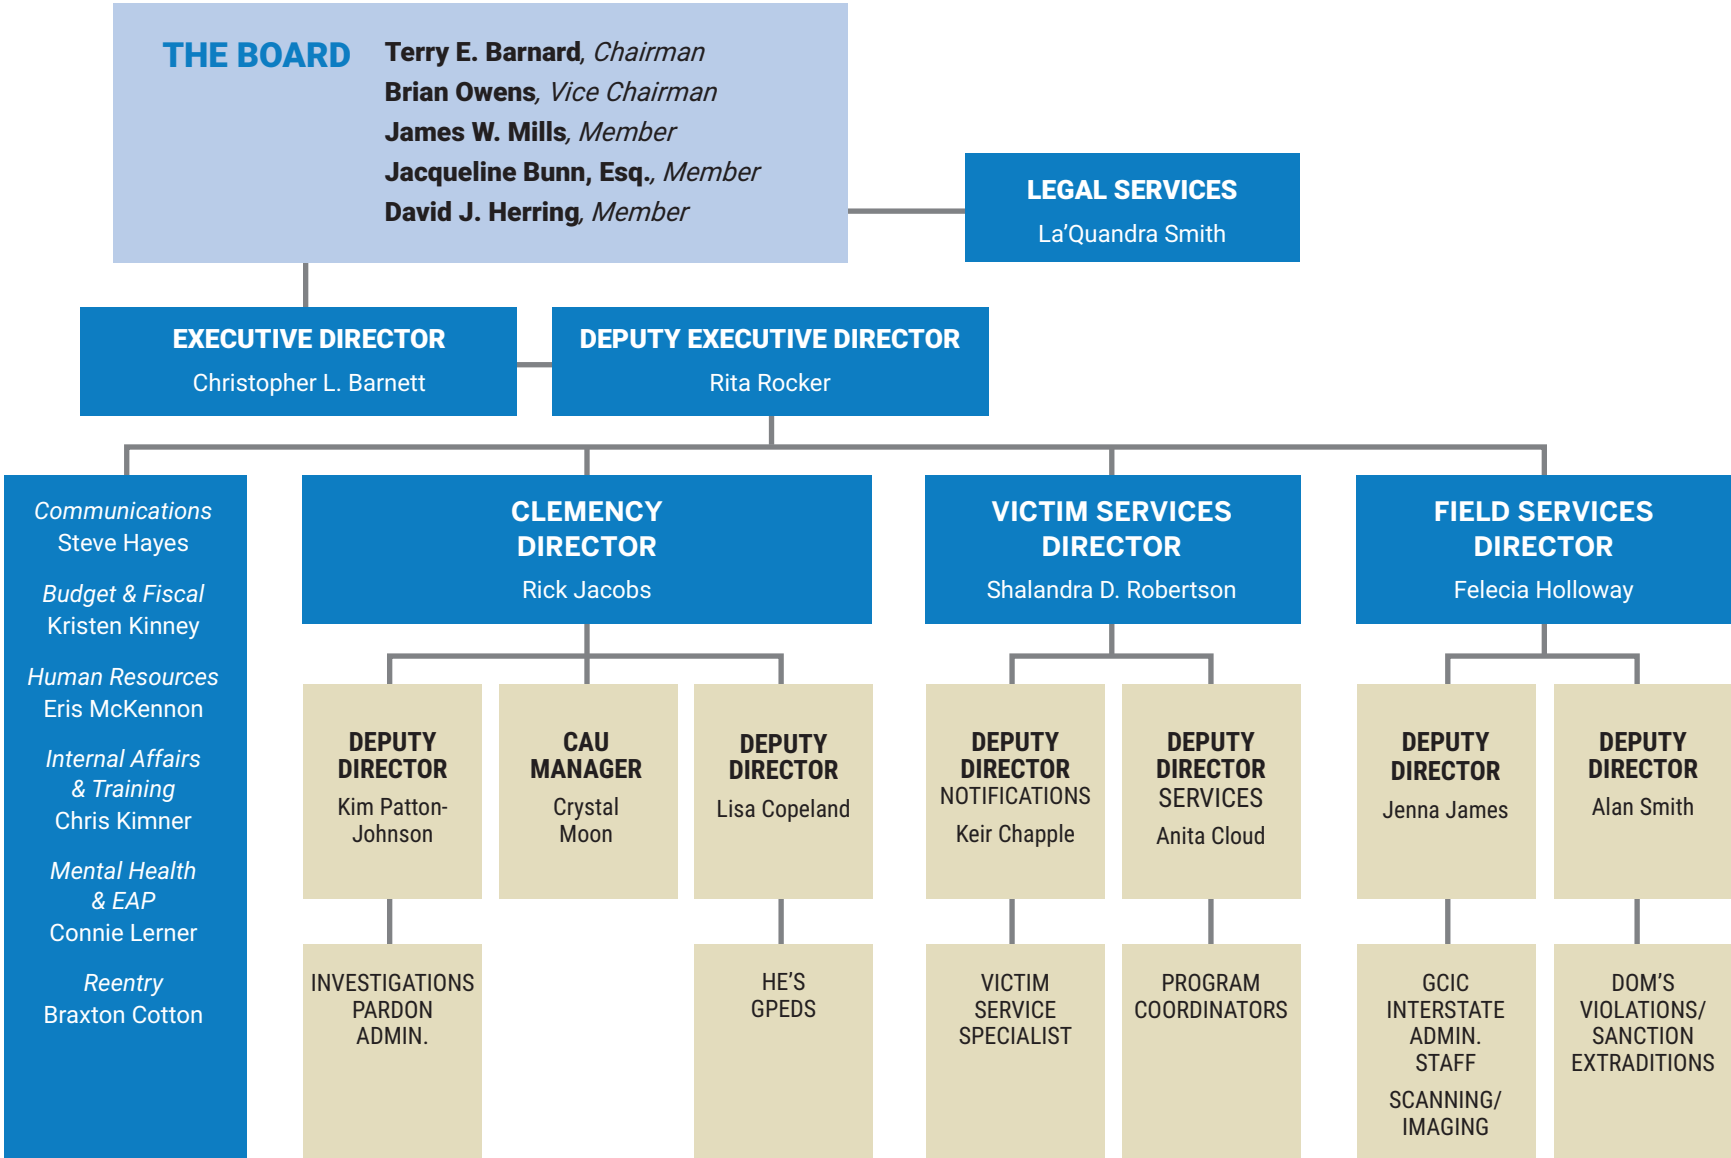 THE BOARD
Terry E. Barnard, Chairman
Brian Owens, Vice Chairman
James W. Mills, Member
Jacqueline Bunn, Esq., Member
David J. Herring, Member
LEGAL SERVICES
La'Quandra Smith
EXECUTIVE DIRECTOR
Christopher L. Barnett
DEPUTY EXECUTIVE DIRECTOR
Rita Rocker
Communications
Steve Hayes
Budget & Fiscal
Kristen Kinney
Human Resources
Eris McKennon
Internal Affairs
& Training
Chris Kimner
Mental Health
& EAP
Connie Lerner
Reentry
Braxton Cotton
CLEMENCY
DIRECTOR
Rick Jacobs
VICTIM SERVICES
DIRECTOR
Shalandra D. Robertson
FIELD SERVICES
DIRECTOR
Felecia Holloway
DEPUTY
DIRECTOR
Kim Patton-
Johnson
CAU
MANAGER
Crystal
Moon
DEPUTY
DIRECTOR
Lisa Copeland
DEPUTY
DIRECTOR
NOTIFICATIONS
Keir Chapple
DEPUTY
DIRECTOR
SERVICES
Anita Cloud
DEPUTY
DIRECTOR
Jenna James
DEPUTY
DIRECTOR
Alan Smith
INVESTIGATIONS
PARDON
ADMIN.
HE'S
GPEDS
VICTIM
SERVICE
SPECIALIST
PROGRAM
COORDINATORS
GCIC
INTERSTATE
ADMIN.
STAFF
SCANNING/
IMAGING
DOM'S
VIOLATIONS/
SANCTION
EXTRADITIONS